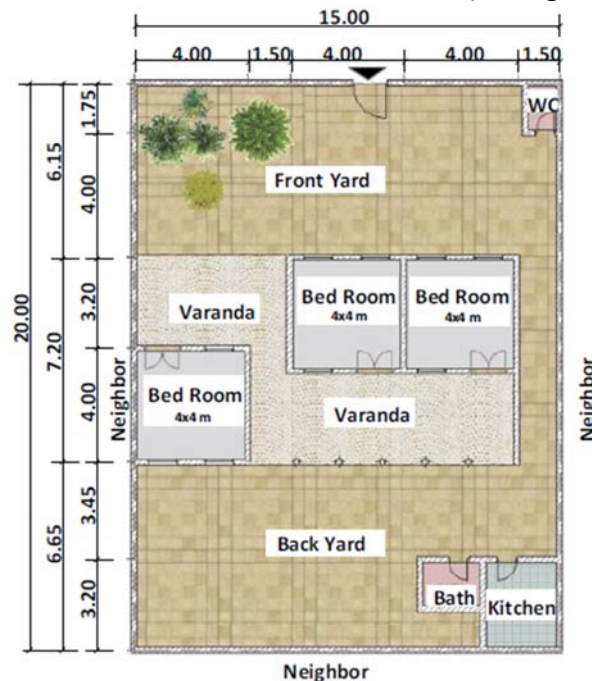 15.00
4.00 1.50 4.00 4.00 1.50
1.75
WC
6.15
4.00
Front Yard
20.00
3.20
Bed Room
4x4 m
Bed Room
4x4 m
Varanda
7.20
Neighbor
Neighbor
4.00
Bed Room
4x4 m
Varanda
3.45
6.65
Back Yard
3.20
Bath
Kitchen
Neighbor